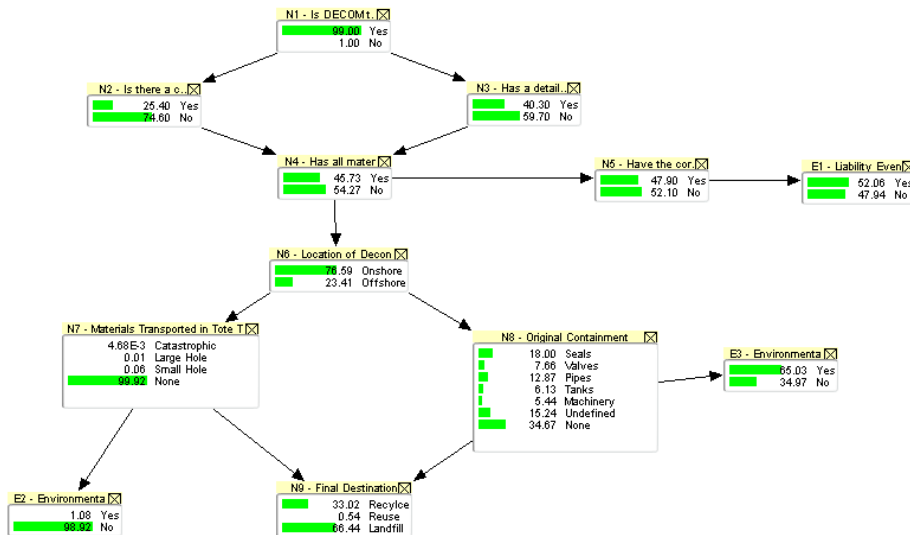 N1 - Is DECOMt.
99.00 Yes
1.00 No
N2 - Is there a c..
25.40 Yes
74.60 No
N3 - Has a detail..
40.30 Yes
59.70 No
N4 - Has all mater
45.73 Yes
54.27 No
N5 - Have the cor.
47.90 Yes
52.10 No
E1 - Liability Even
52.06 Yes
47.94 No
N6 - Location of Decon
76.59 Onshore
23.41 Offshore
N7 - Materials Transported in Tote T
4.68E-3 Catastrophic
0.01 Large Hole
0.06 Small Hole
99.92 None
N8 - Original Containment
18.00 Seals
7.66 Valves
12.87 Pipes
6.13 Tanks
5.44 Machinery
15.24 Undefined
34.67 None
E3 - Environmenta
65.03 Yes
34.97 No
E2 - Environmenta
1.08 Yes
98.92 No
N9 - Final Destination
33.02 Recylce
0.54 Reuse
66.44 Landfill